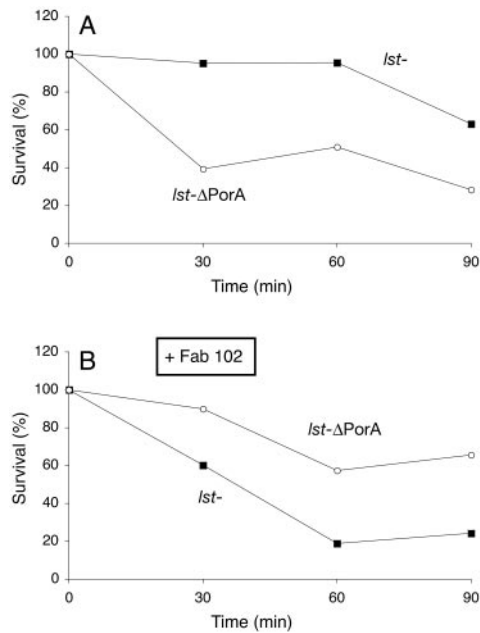 A
120
100
80
60
40
20
0
Survival (%)
lst-
lst-ΔPorA
0 30 60 90
Time (min)
B
+ Fab 102
120
100
80
60
40
20
0
Survival (%)
lst-ΔPorA
lst-
0 30 60 90
Time (min)